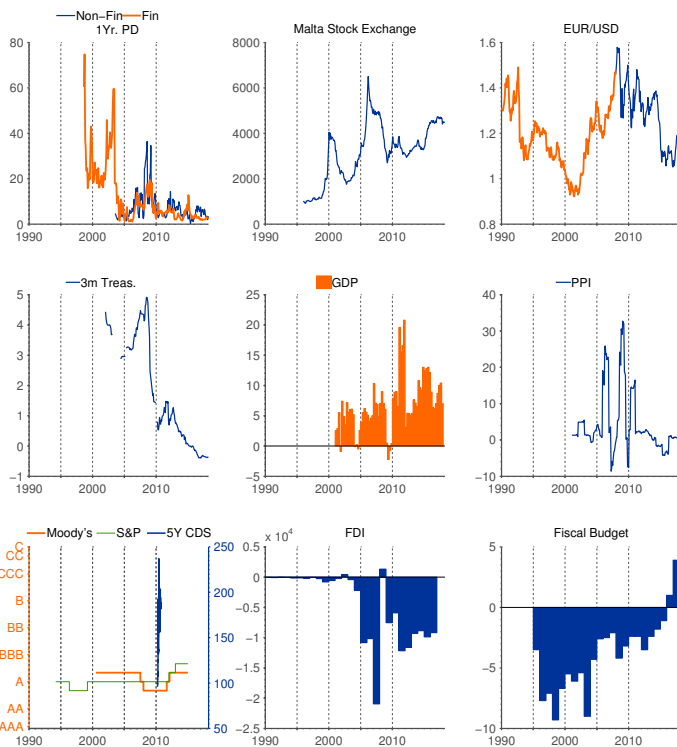 Non-Fin Fin
1Yr. PD
80
60
40
20
0
1990 2000 2010
Malta Stock Exchange
8000
6000
4000
2000
0
1990 2000 2010
EUR/USD
1.6
1.4
1.2
1
0.8
1990 2000 2010
3m Treas.
5
4
3
2
1
0
−1
1990 2000 2010
GDP
25
20
15
10
5
0
−5
1990 2000 2010
PPI
40
30
20
10
0
−10
1990 2000 2010
Moody's S&P 5Y CDS
C
CC
CCC
B
BB
BBB
A
AA
AAA
250
200
150
100
50
1990 2000 2010
FDI
x 10^4
0.5
0
−0.5
−1
−1.5
−2
−2.5
1990 2000 2010
Fiscal Budget
5
0
−5
−10
1990 2000 2010